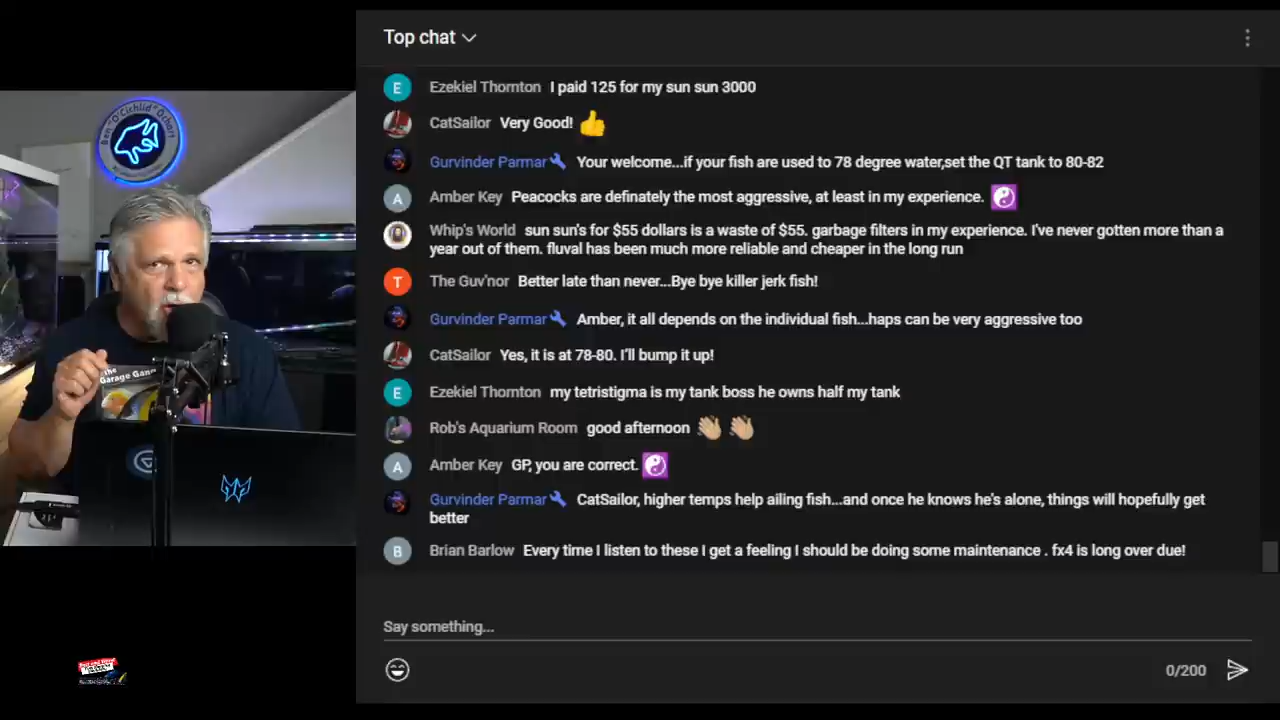 Top chat
Ezekiel Thornton I paid 125 for my sun sun 3000
CatSailor Very Good!
Gurvinder Parmar Your welcome...if your fish are used to 78 degree water,set the QT tank to 80-82
A Amber Key Peacocks are definately the most aggressive, at least in my experience.
Whip's World sun sun's for $55 dollars is a waste of $55. garbage filters in my experience. I've never gotten more than a
year out of them. fluval has been much more reliable and cheaper in the long run
T The Guv'nor Better late than never...Bye bye killer jerk fish!
Gurvinder Parmar Amber, it all depends on the individual fish...haps can be very aggressive too
CatSailor Yes, it is at 78-80. I'll bump it up!
E Ezekiel Thornton my tetristigma is my tank boss he owns half my tank
Rob's Aquarium Room good afternoon
A Amber Key GP, you are correct.
Gurvinder Parmar CatSailor, higher temps help ailing fish...and once he knows he's alone, things will hopefully get
better
B Brian Barlow Every time I listen to these I get a feeling I should be doing some maintenance . fx4 is long over due!
Say something...
0/200
Ben "O'Cichlid" Ochart
the
Garage Gang